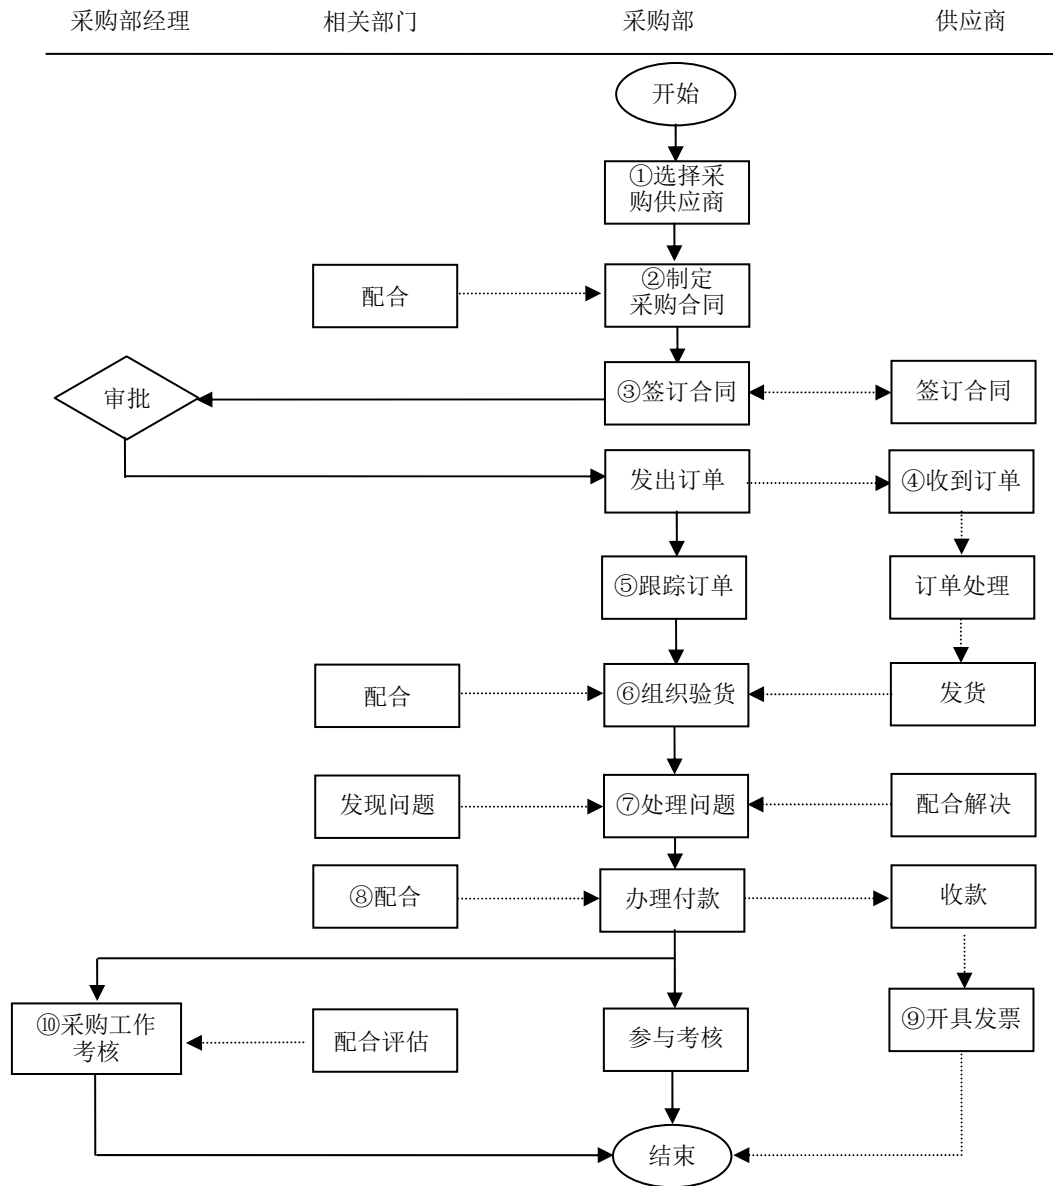 采购部经理
相关部门
采购部
供应商
开始
①选择采
购供应商
配合
②制定
采购合同
审批
③签订合同
签订合同
发出订单
④收到订单
⑤跟踪订单
订单处理
配合
⑥组织验货
发货
发现问题
⑦处理问题
配合解决
⑧配合
办理付款
收款
⑩采购工作
考核
配合评估
参与考核
⑨开具发票
结束